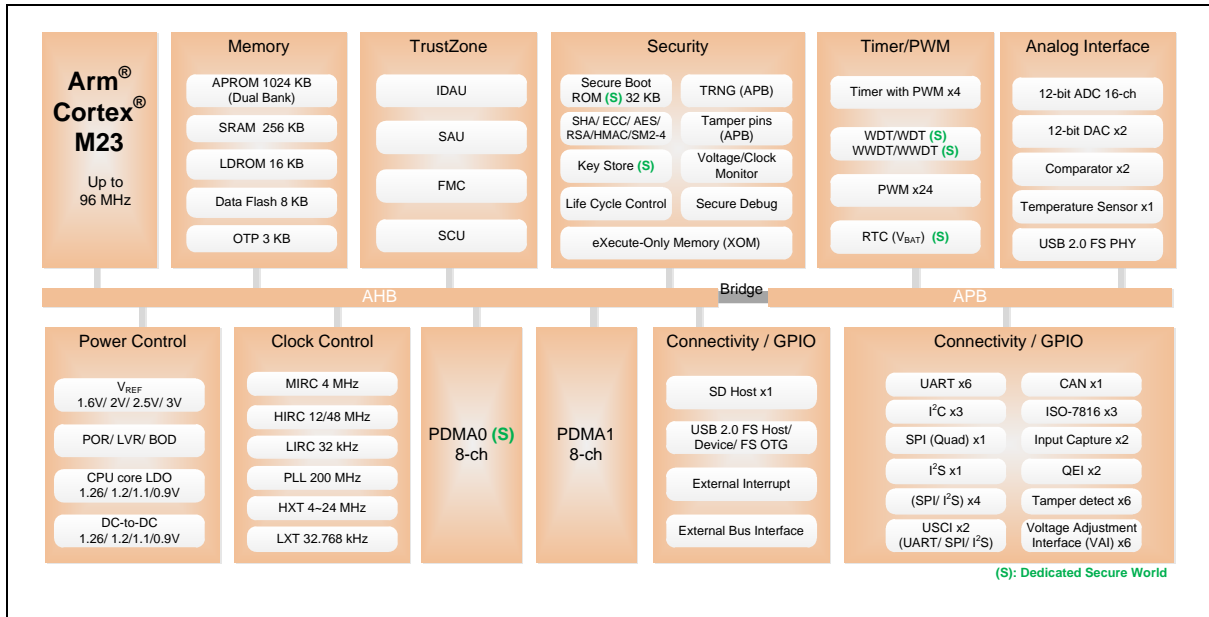 Arm®
Cortex®
M23
Up to
96 MHz
Memory
APROM 1024 KB
(Dual Bank)
SRAM 256 KB
LDROM 16 KB
Data Flash 8 KB
OTP 3 KB
TrustZone
IDAU
SAU
FMC
SCU
Security
Secure Boot
ROM (S) 32 KB
TRNG (APB)
SHA/ ECC/ AES/
RSA/HMAC/SM2-4
Tamper pins
(APB)
Key Store (S)
Voltage/Clock
Monitor
Life Cycle Control
Secure Debug
eXecute-Only Memory (XOM)
Timer/PWM
Timer with PWM x4
WDT/WDT (S)
WWDT/WWDT (S)
PWM x24
RTC (VBAT) (S)
Analog Interface
12-bit ADC 16-ch
12-bit DAC x2
Comparator x2
Temperature Sensor x1
USB 2.0 FS PHY
AHB
Bridge
APB
Power Control
VREF
1.6V/ 2V/ 2.5V/ 3V
POR/ LVR/ BOD
CPU core LDO
1.26/ 1.2/1.1/0.9V
DC-to-DC
1.26/ 1.2/1.1/0.9V
Clock Control
MIRC 4 MHz
HIRC 12/48 MHz
LIRC 32 kHz
PLL 200 MHz
HXT 4~24 MHz
LXT 32.768 kHz
PDMA0 (S)
8-ch
PDMA1
8-ch
Connectivity / GPIO
SD Host x1
USB 2.0 FS Host/
Device/ FS OTG
External Interrupt
External Bus Interface
Connectivity / GPIO
UART x6
CAN x1
I²C x3
ISO-7816 x3
SPI (Quad) x1
Input Capture x2
I²S x1
QEI x2
(SPI/ I²S) x4
Tamper detect x6
USCI x2
(UART/ SPI/ I²S)
Voltage Adjustment
Interface (VAI) x6
(S): Dedicated Secure World